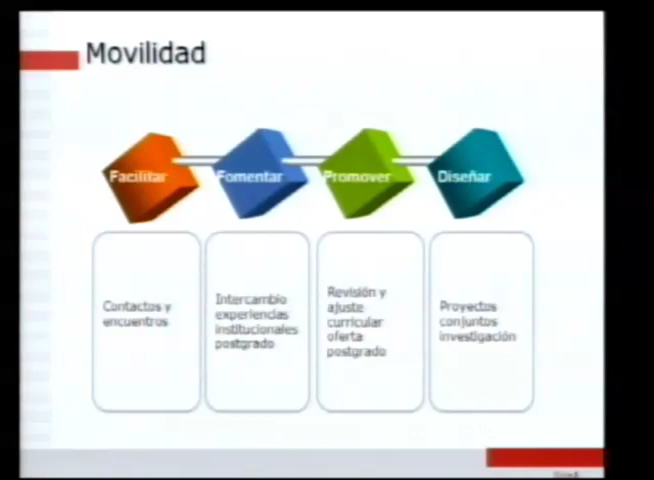 Movilidad
Facilitar
Fomentar
Promover
Diseñar
Contactos y
encuentros
Intercambio
experiencias
institucionales
postgrado
Revisión y
ajuste
curricular
oferta
postgrado
Proyectos
conjuntos
investigación